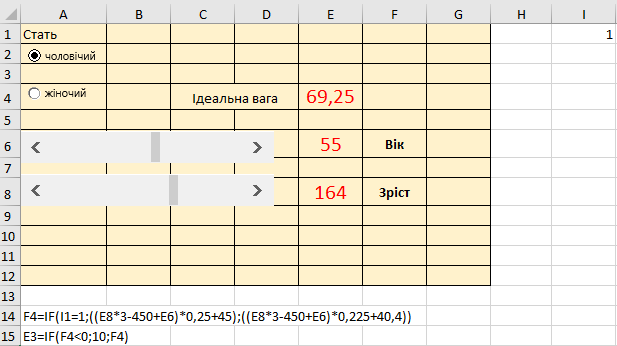 A B C D E F G H I
1 Стать 1
2 чоловічий
3
4 жіночий Ідеальна вага 69,25
5
6 55 Вік
7
8 164 Зріст
9
10
11
12
13
14 F4=IF(I1=1;((E8*3-450+E6)*0,25+45);((E8*3-450+E6)*0,225+40,4))
15 E3=IF(F4<0;10;F4)